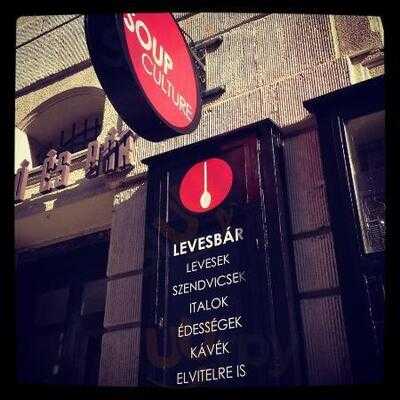 SOUP
CULTURE
LEVESBÁR
LEVESEK
SZENDVICSEK
ITALOK
ÉDESSÉGEK
KÁVÉK
ELVITELRE IS